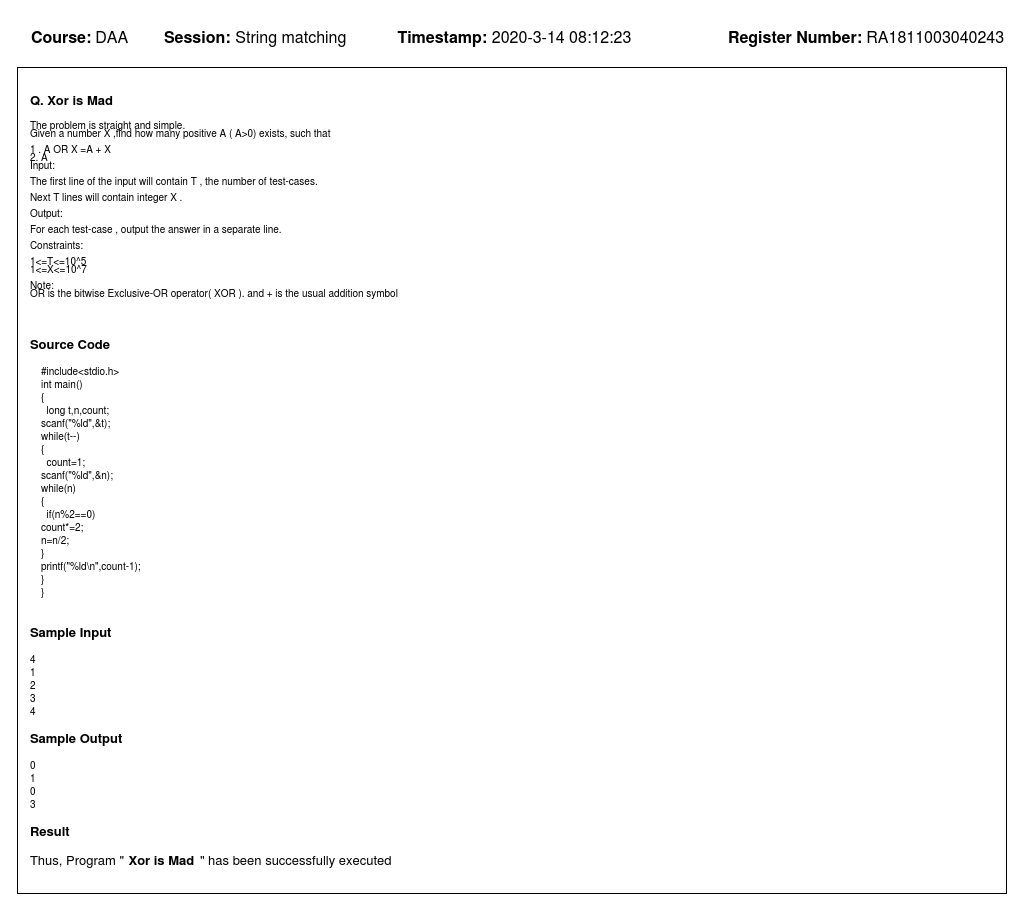 Course: DAA Session: String matching Timestamp: 2020-3-14 08:12:23 Register Number: RA1811003040243
Q. Xor is Mad
The problem is straight and simple.
Given a number X ,find how many positive A ( A>0) exists, such that
1 . A OR X =A + X
2. A
Input:
The first line of the input will contain T , the number of test-cases.
Next T lines will contain integer X .
Output:
For each test-case , output the answer in a separate line.
Constraints:
1<=T<=10^5
1<=X<=10^7
Note:
OR is the bitwise Exclusive-OR operator( XOR ). and + is the usual addition symbol
Source Code
#include<stdio.h>
int main()
{
long t,n,count;
scanf("%ld",&t);
while(t--)
{
count=1;
scanf("%ld",&n);
while(n)
{
if(n%2==0)
count*=2;
n=n/2;
}
printf("%ld\n",count-1);
}
}
Sample Input
4
1
2
3
4
Sample Output
0
1
0
3
Result
Thus, Program " Xor is Mad " has been successfully executed